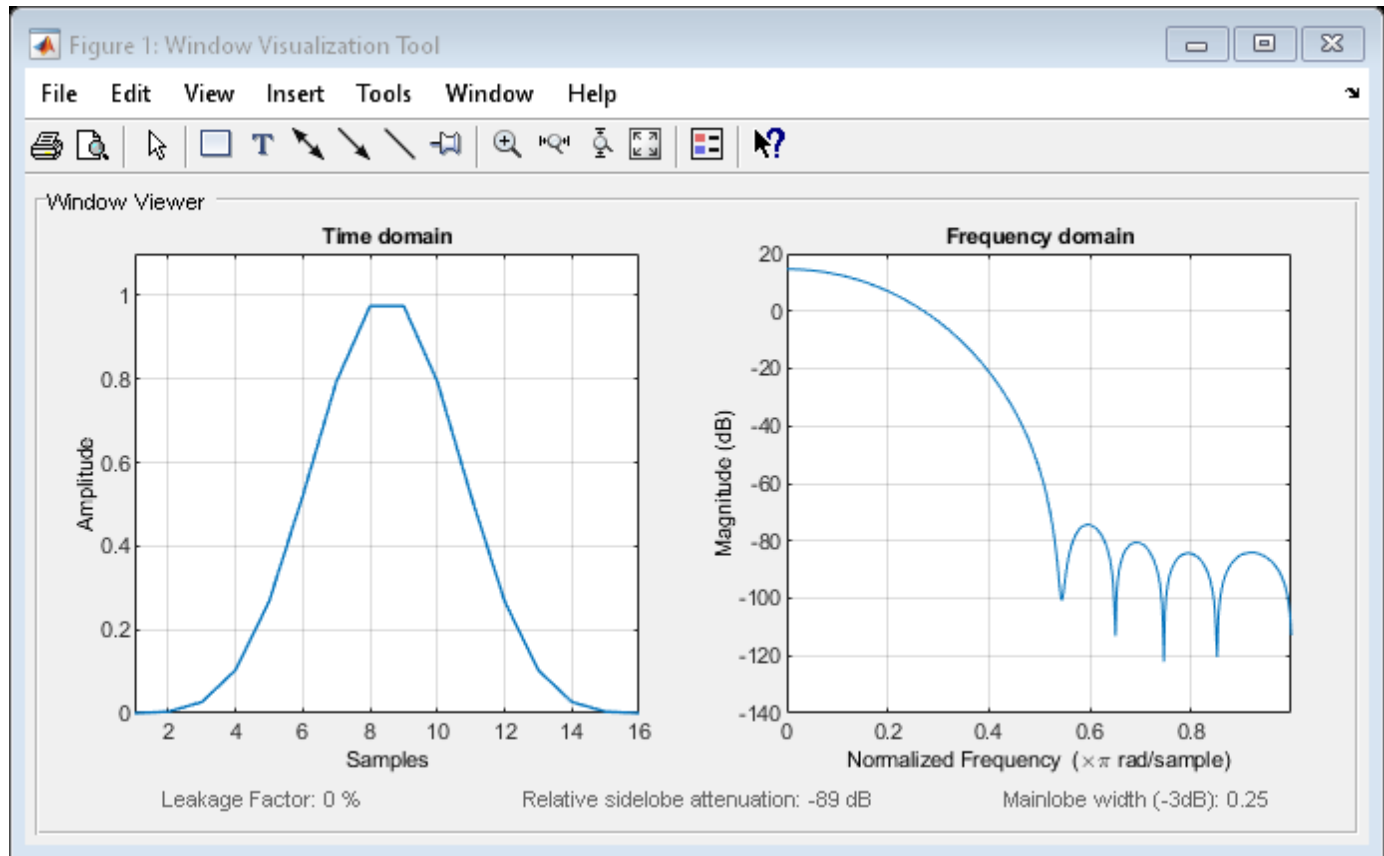 Figure 1: Window Visualization Tool
File Edit View Insert Tools Window Help
T
?
Window Viewer
Time domain
1
0.8
0.6
0.4
0.2
0
Amplitude
2 4 6 8 10 12 14 16
Samples
Frequency domain
20
0
-20
-40
-60
-80
-100
-120
-140
Magnitude (dB)
0 0.2 0.4 0.6 0.8
Normalized Frequency (×π rad/sample)
Leakage Factor: 0 % Relative sidelobe attenuation: -89 dB Mainlobe width (-3dB): 0.25